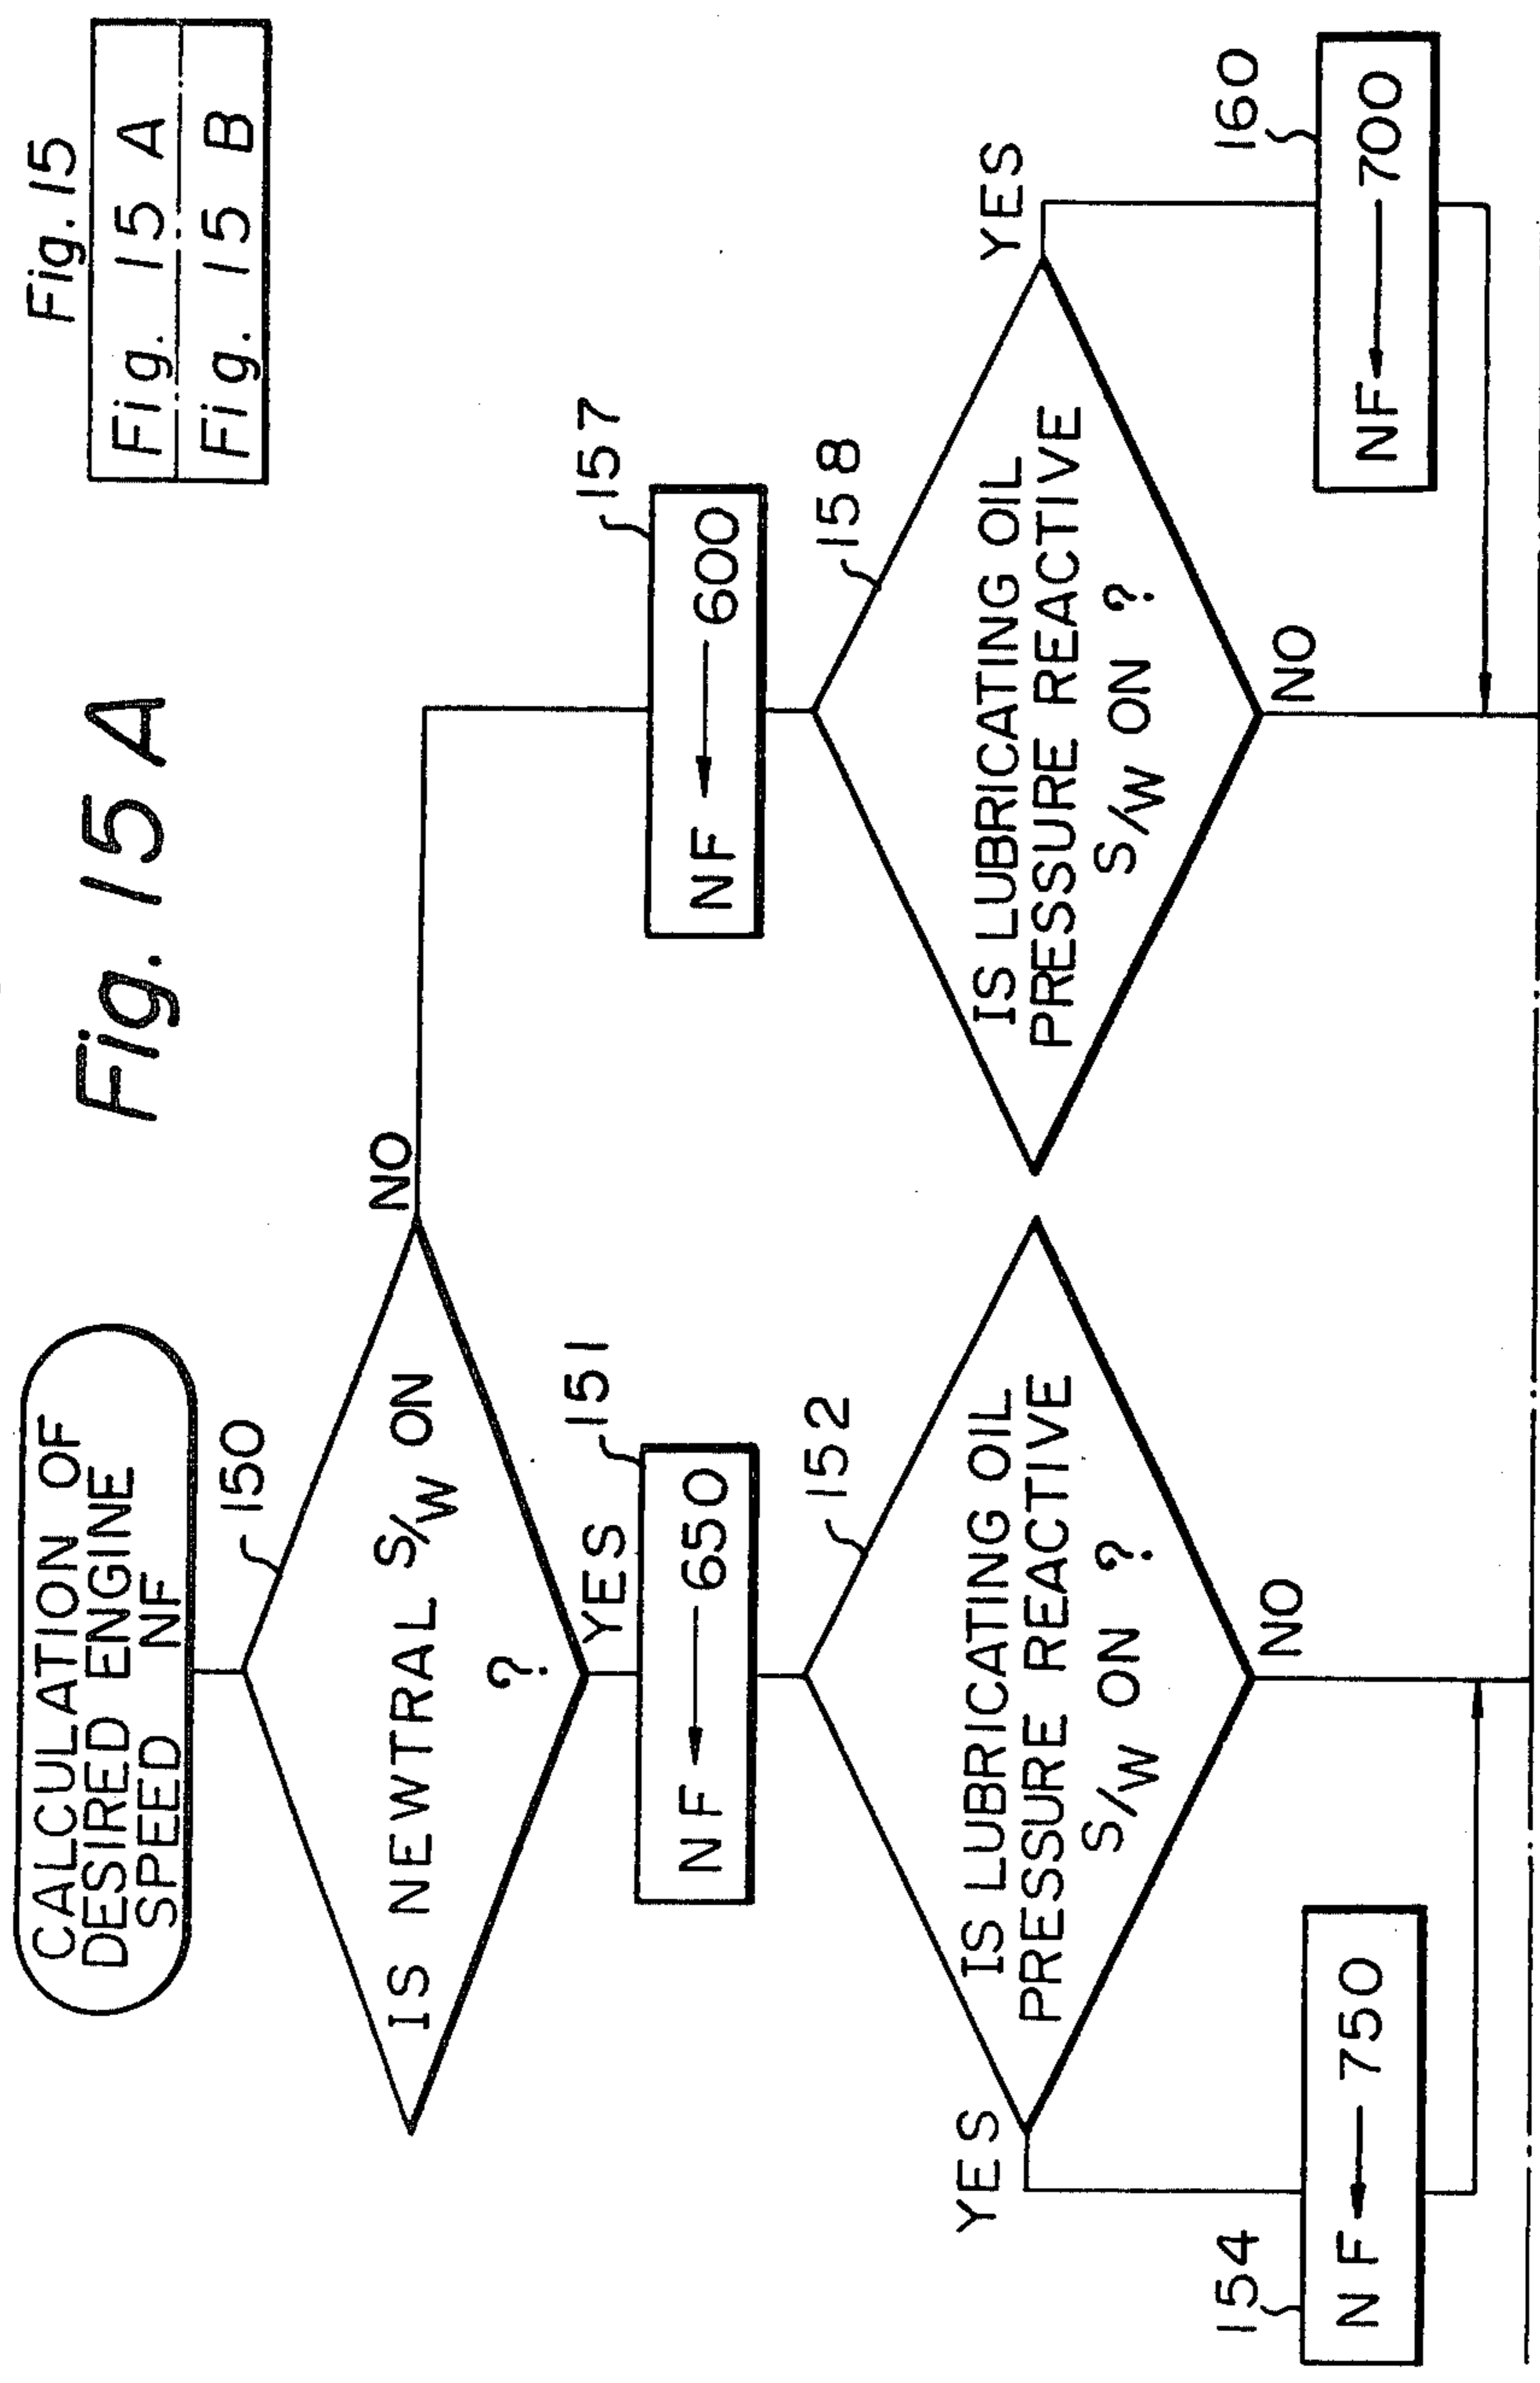 Fig. 15 A
Fig. 15
Fig. 15 A
Fig. 15 B
CALCULATION OF
DESIRED ENGINE
SPEED NF
150
IS NEWTRAL S/W ON
?
NO
YES
151
NF ← 650
157
NF ← 600
152
IS LUBRICATING OIL
PRESSURE REACTIVE
S/W ON ?
YES
NO
158
IS LUBRICATING OIL
PRESSURE REACTIVE
S/W ON ?
YES
NO
154
NF ← 750
160
NF ← 700